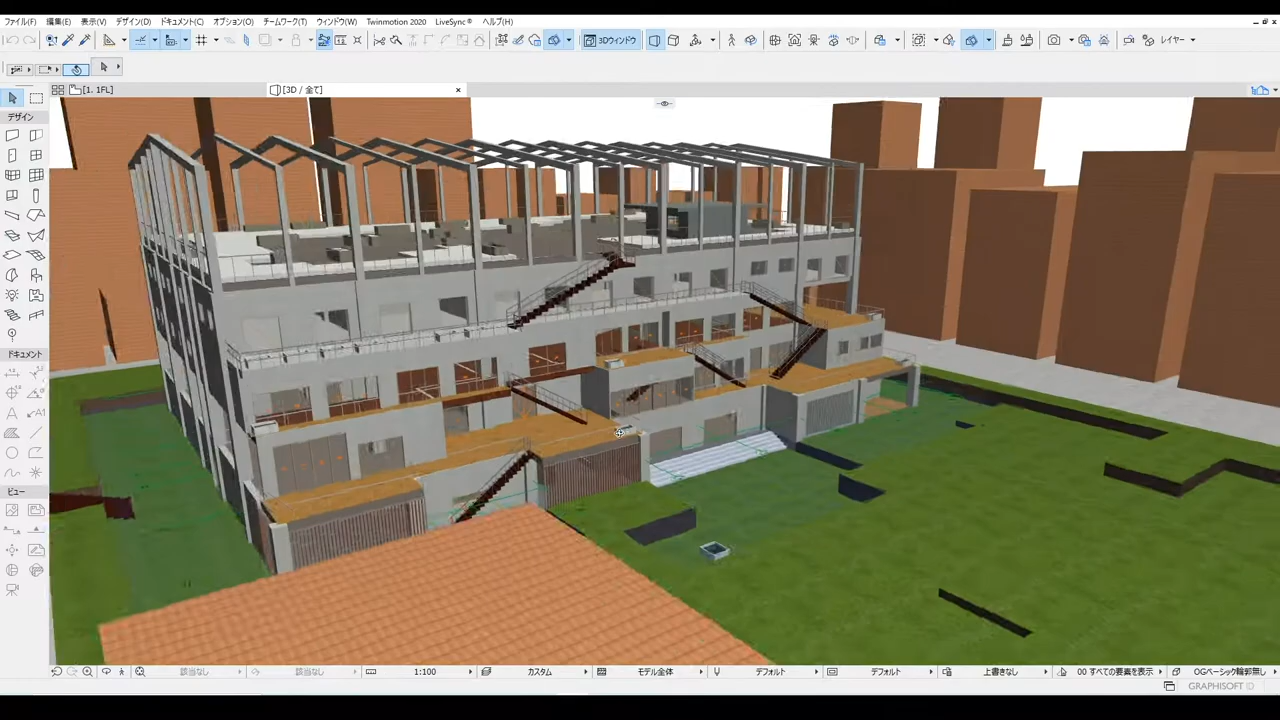 ファイル(F) 編集(E) 表示(V) デザイン(D) ドキュメント(C) オプション(O) チームワーク(T) ウィンドウ(W) Twinmotion 2020 LiveSync® ヘルプ(H)
3Dウィンドウ レイヤー
[1. 1FL] [3D / 全て]
デザイン
ドキュメント
ビュー
該当なし 該当なし 1:100 カスタム モデル全体 デフォルト デフォルト 上書きなし 00 すべての要素を表示 OGベーシック輪郭無し
GRAPHISOFT ID